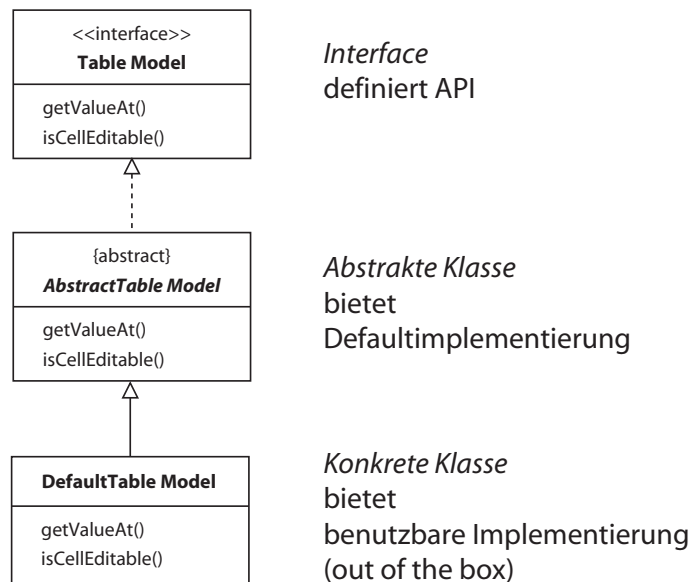 <<interface>>
Table Model
getValueAt()
isCellEditable()
Interface
definiert API
{abstract}
AbstractTable Model
getValueAt()
isCellEditable()
Abstrakte Klasse
bietet
Defaultimplementierung
DefaultTable Model
getValueAt()
isCellEditable()
Konkrete Klasse
bietet
benutzbare Implementierung
(out of the box)